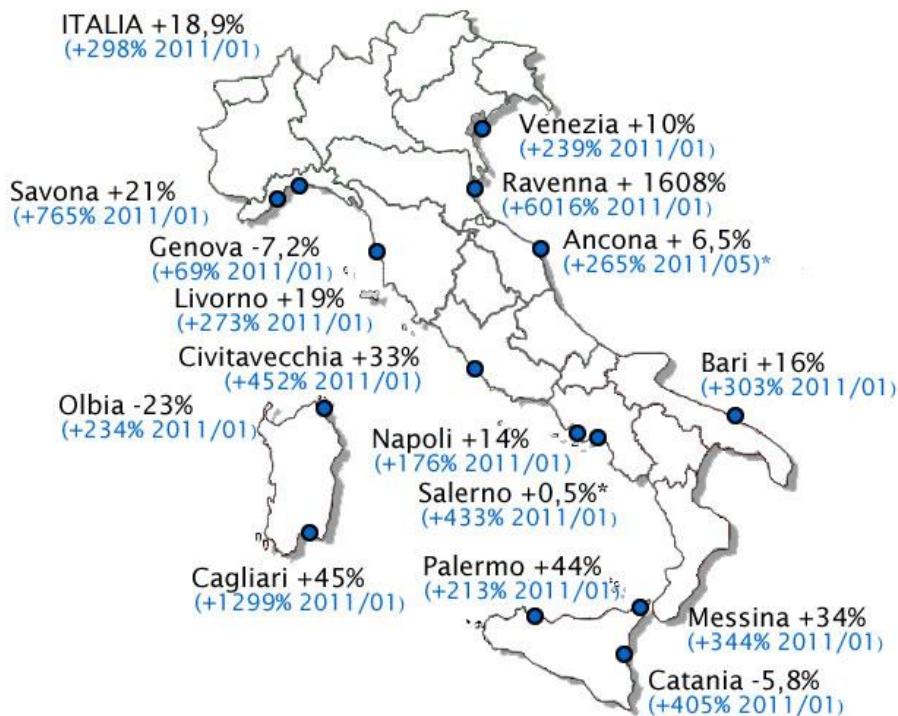 ITALIA +18,9%
(+298% 2011/01)
Venezia +10%
(+239% 2011/01)
Ravenna + 1608%
(+6016% 2011/01)
Savona +21%
(+765% 2011/01)
Genova -7,2%
(+69% 2011/01)
Ancona + 6,5%
(+265% 2011/05)*
Livorno +19%
(+273% 2011/01)
Civitavecchia +33%
(+452% 2011/01)
Bari +16%
(+303% 2011/01)
Olbia -23%
(+234% 2011/01)
Napoli +14%
(+176% 2011/01)
Salerno +0,5%*
(+433% 2011/01)
Cagliari +45%
(+1299% 2011/01)
Palermo +44%
(+213% 2011/01)
Messina +34%
(+344% 2011/01)
Catania -5,8%
(+405% 2011/01)